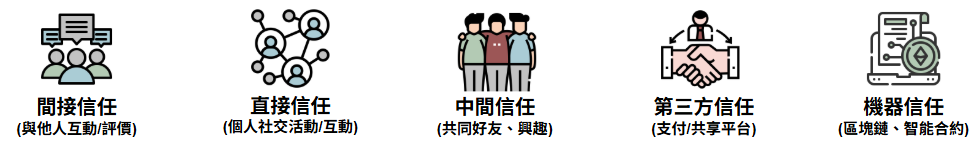 間接信任
(與他人互動/評價)
直接信任
(個人社交活動/互動)
中間信任
(共同好友、興趣)
第三方信任
(支付/共享平台)
機器信任
(區塊鏈、智能合約)